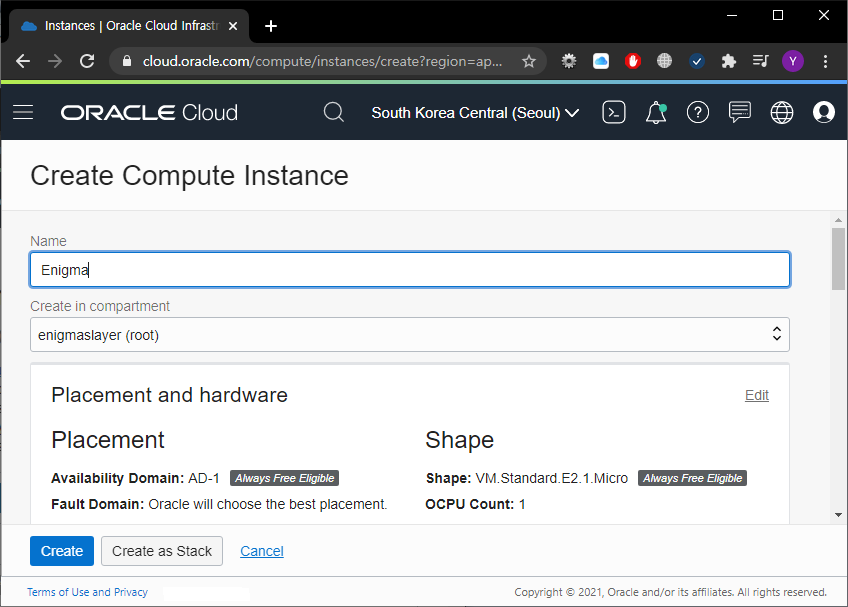 Instances | Oracle Cloud Infrastr
cloud.oracle.com/compute/instances/create?region=ap...
Y
ORACLE Cloud
South Korea Central (Seoul)
Create Compute Instance
Name
Enigma
Create in compartment
enigmaslayer (root)
Placement and hardware
Edit
Placement
Shape
Availability Domain: AD-1 Always Free Eligible
Shape: VM.Standard.E2.1.Micro Always Free Eligible
Fault Domain: Oracle will choose the best placement.
OCPU Count: 1
Create
Create as Stack
Cancel
Terms of Use and Privacy
Copyright © 2021, Oracle and/or its affiliates. All rights reserved.